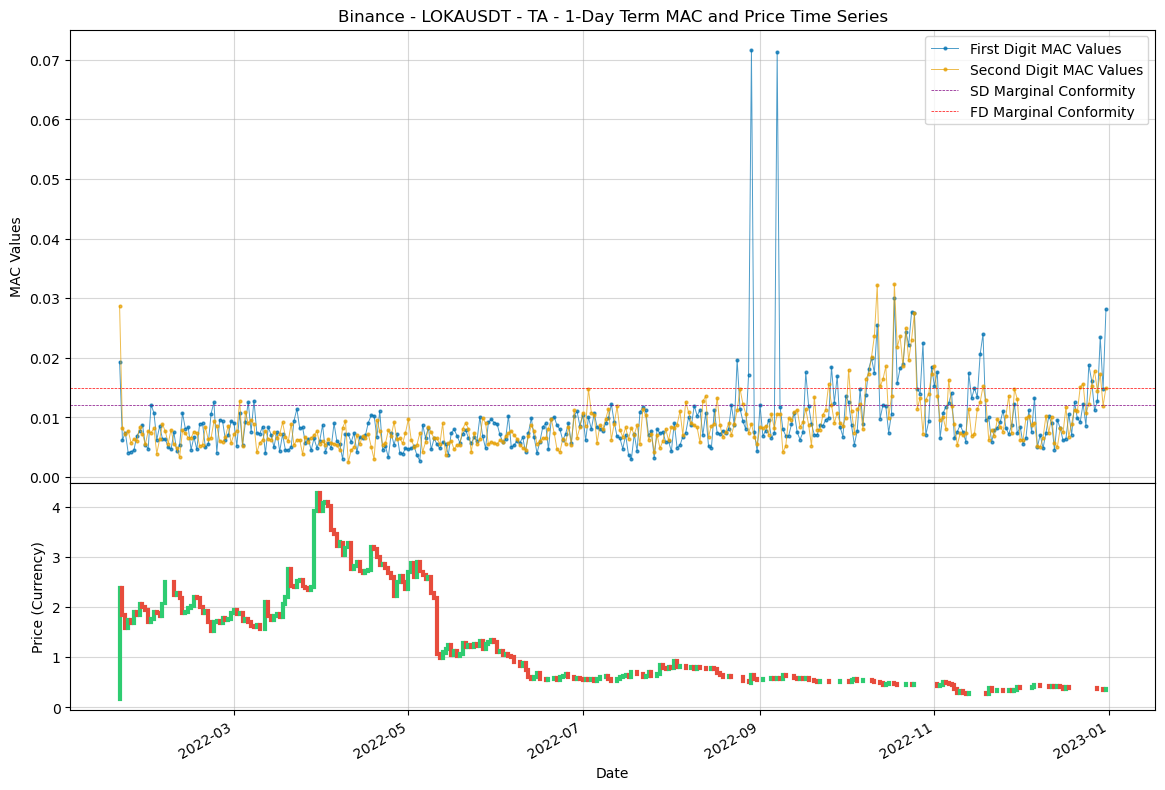 Binance - LOKAUSDT - TA - 1-Day Term MAC and Price Time Series
First Digit MAC Values
Second Digit MAC Values
SD Marginal Conformity
FD Marginal Conformity
MAC Values
0.07
0.06
0.05
0.04
0.03
0.02
0.01
0.00
Price (Currency)
4
3
2
1
0
2022-03
2022-05
2022-07
2022-09
2022-11
2023-01
Date